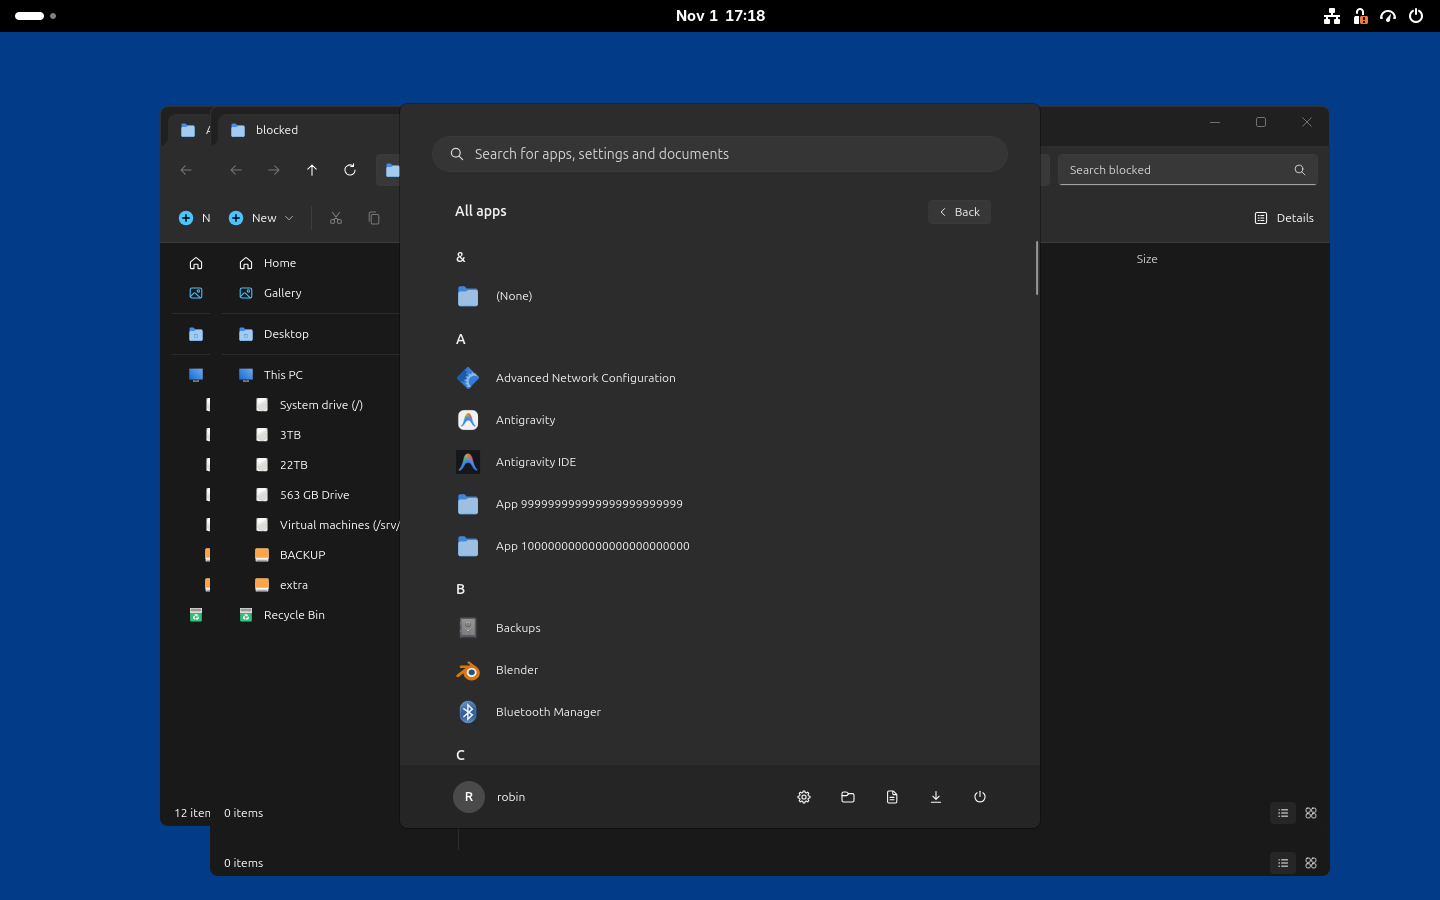 Nov 1 17:18
blocked
Search for apps, settings and documents
Search blocked
N
New
All apps
Back
Details
&
Size
Home
(None)
Gallery
A
Desktop
This PC
Advanced Network Configuration
System drive (/)
Antigravity
3TB
22TB
Antigravity IDE
563 GB Drive
App 999999999999999999999999
Virtual machines (/srv/
App 1000000000000000000000000
BACKUP
extra
B
Recycle Bin
Backups
Blender
Bluetooth Manager
C
R
robin
12 iten
0 items
0 items